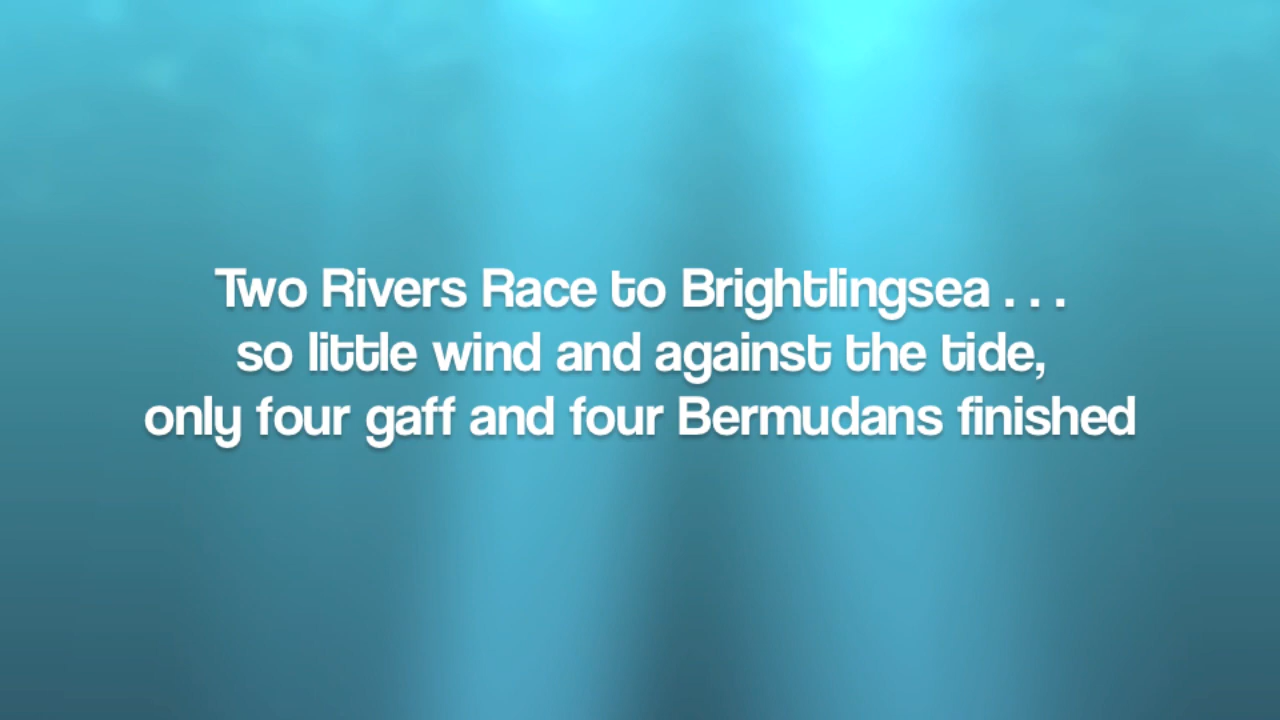 Two Rivers Race to Brightlingsea . . .
so little wind and against the tide,
only four gaff and four Bermudans finished